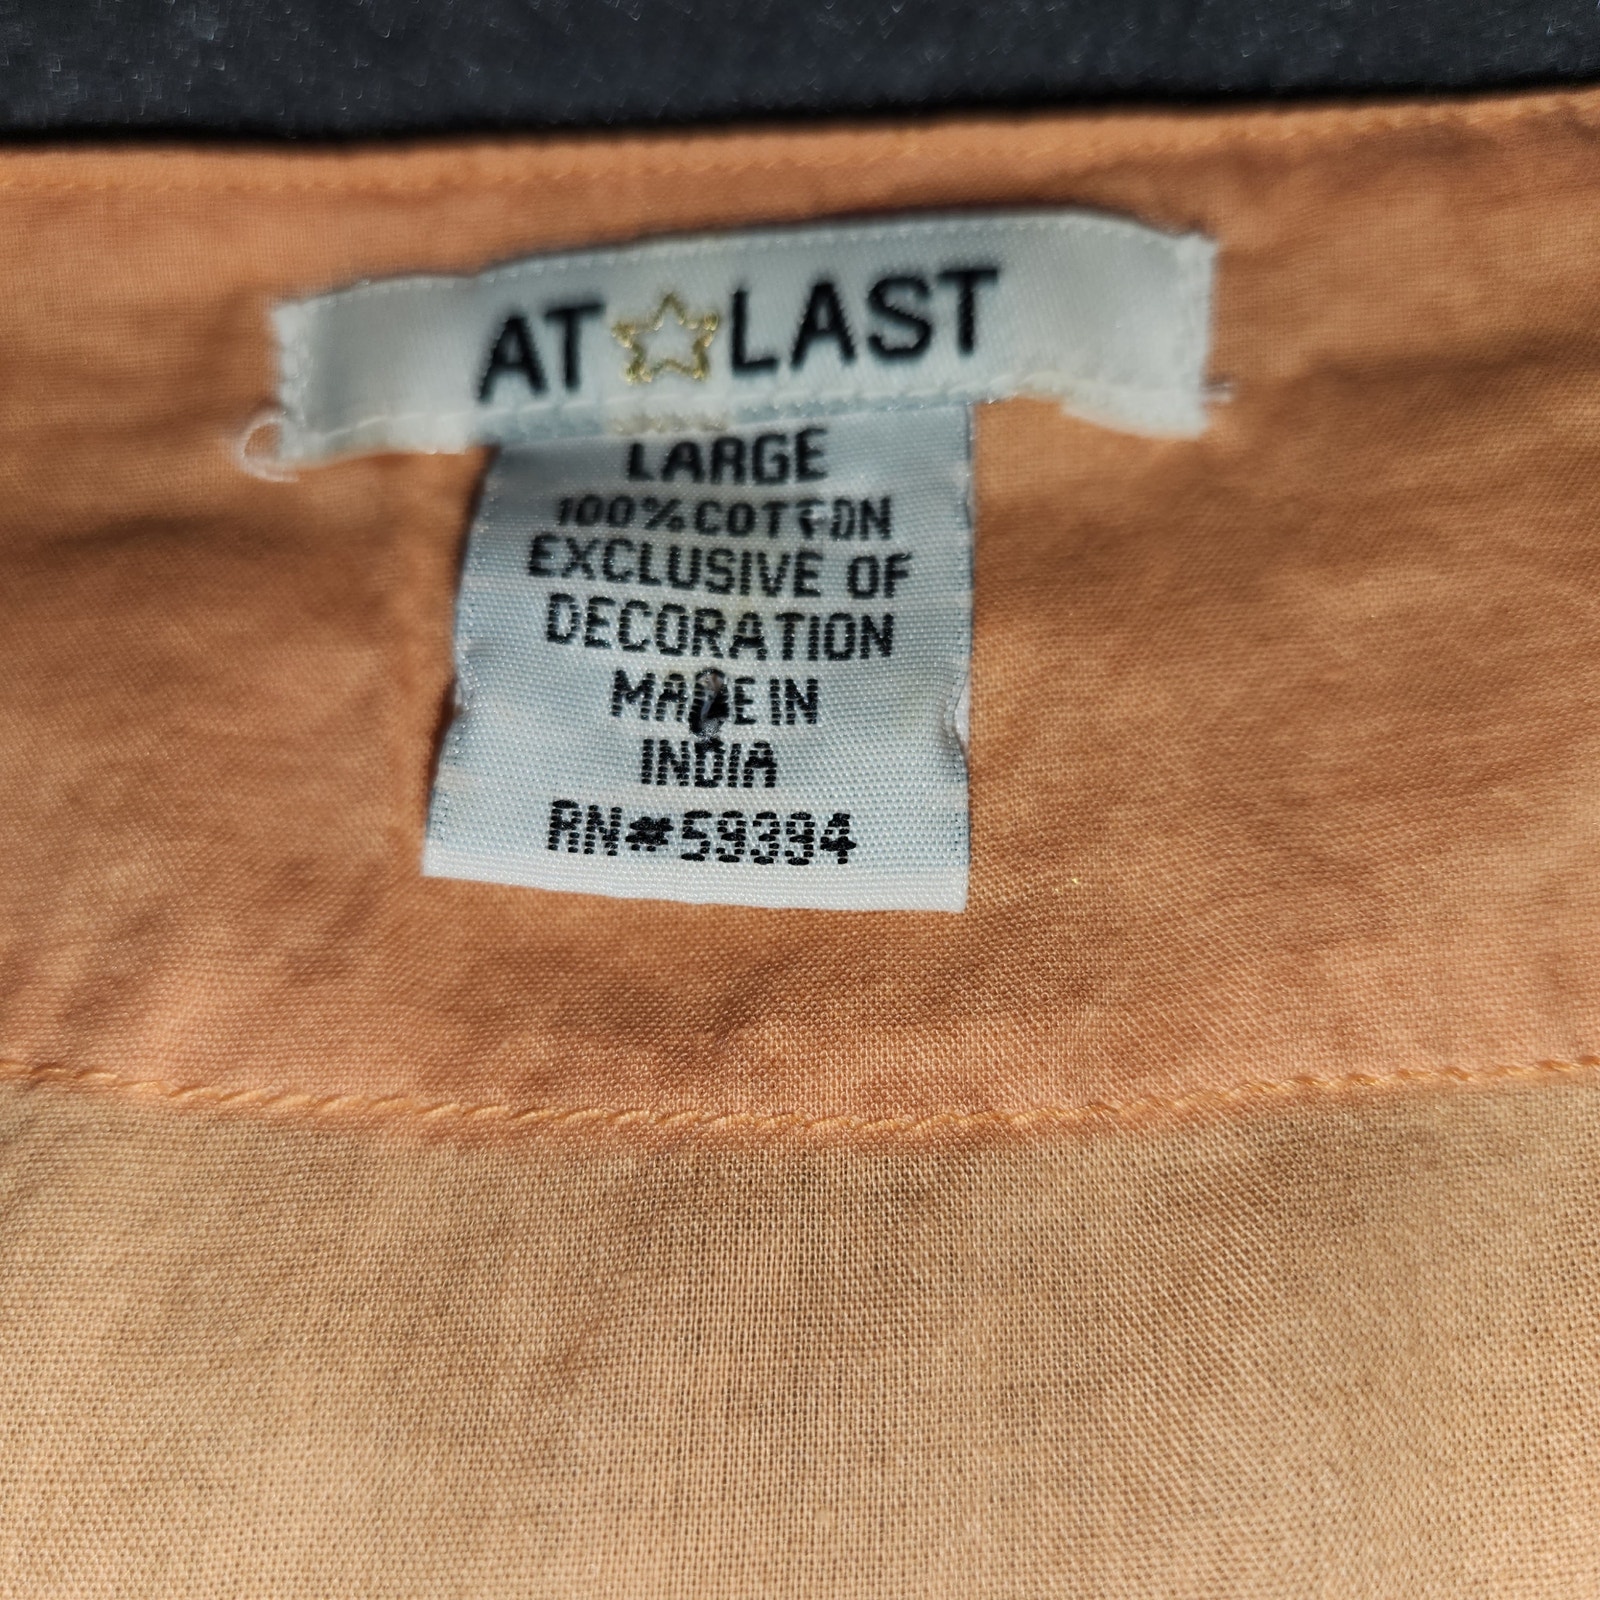 AT LAST
LARGE
100% COTTON
EXCLUSIVE OF
DECORATION
MADE IN
INDIA
RN#59394